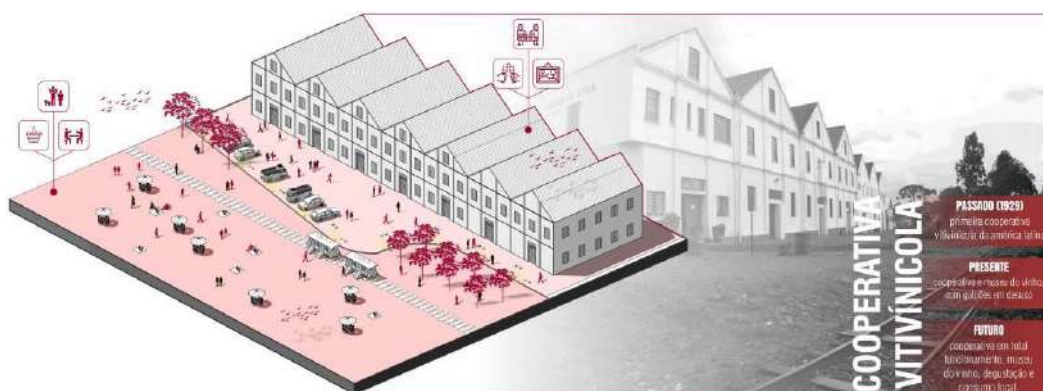 COOPERATIVA
VITIVÍNICOLA
PASSADO (1929)
primeira cooperativa
vitivinícola da américa latina
PRESENTE
cooperativa e museu do vinho,
com galpões em desuso
FUTURO
cooperativa em total
funcionamento, museu
do vinho, degustação e
consumo local